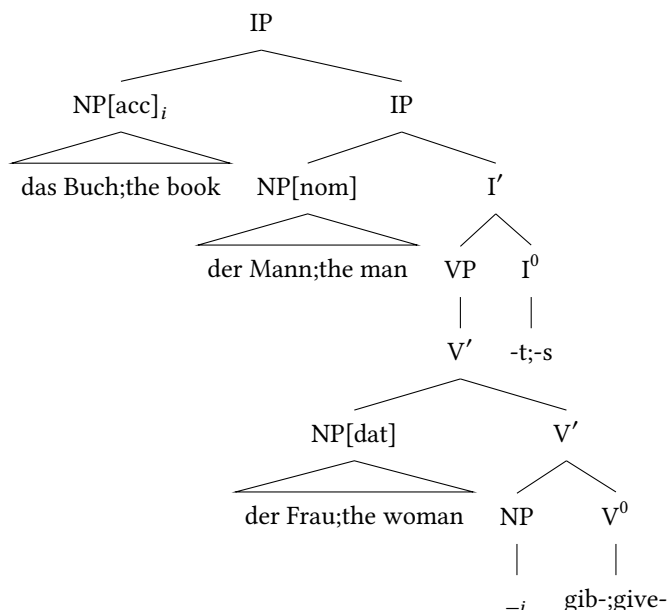 IP
NP[acc]i IP
das Buch;the book NP[nom] I′
der Mann;the man VP I⁰
V′ -t;-s
NP[dat] V′
der Frau;the woman NP V⁰
_i gib-;give-